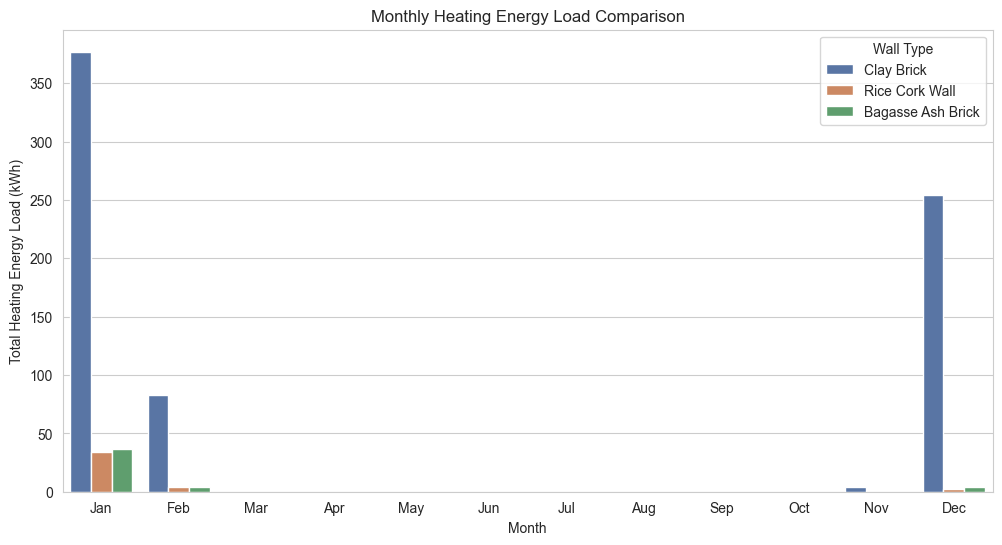 Monthly Heating Energy Load Comparison
Wall Type
Clay Brick
Rice Cork Wall
Bagasse Ash Brick
Total Heating Energy Load (kWh)
350
300
250
200
150
100
50
0
Jan Feb Mar Apr May Jun Jul Aug Sep Oct Nov Dec
Month